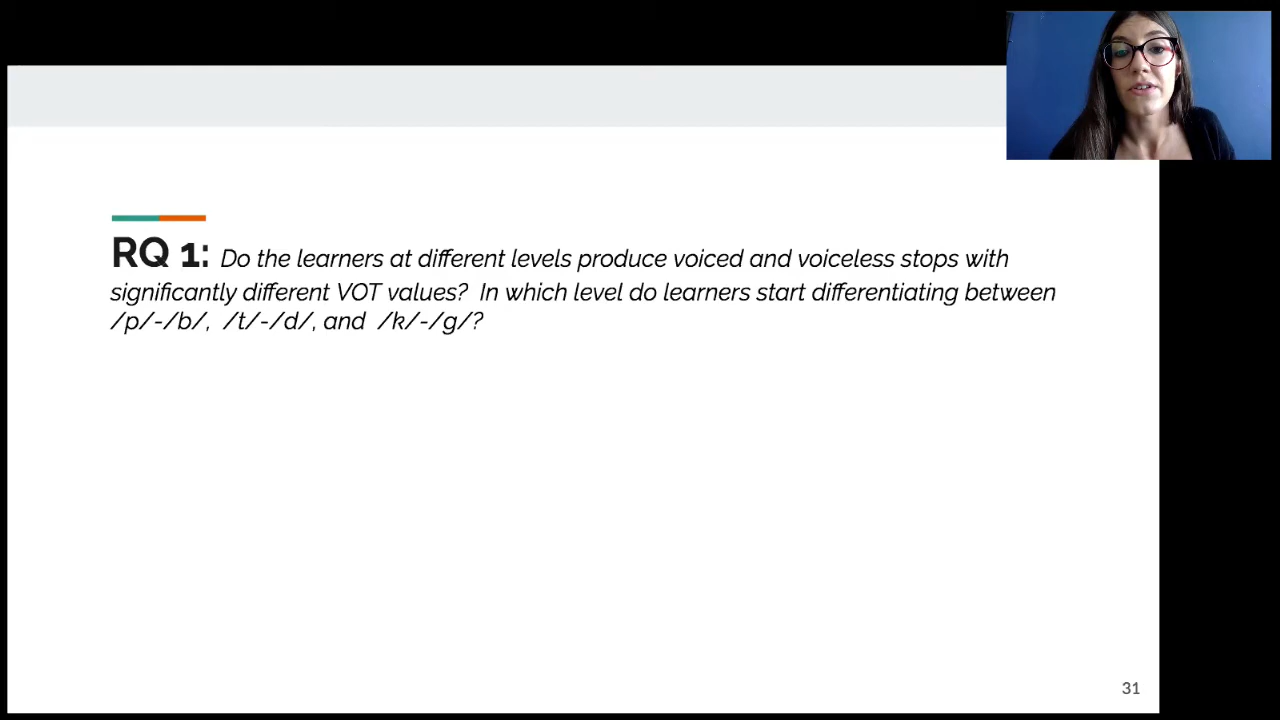 RQ 1: Do the learners at different levels produce voiced and voiceless stops with
significantly different VOT values? In which level do learners start differentiating between
/p/-/b/, /t/-/d/, and /k/-/g/?
31